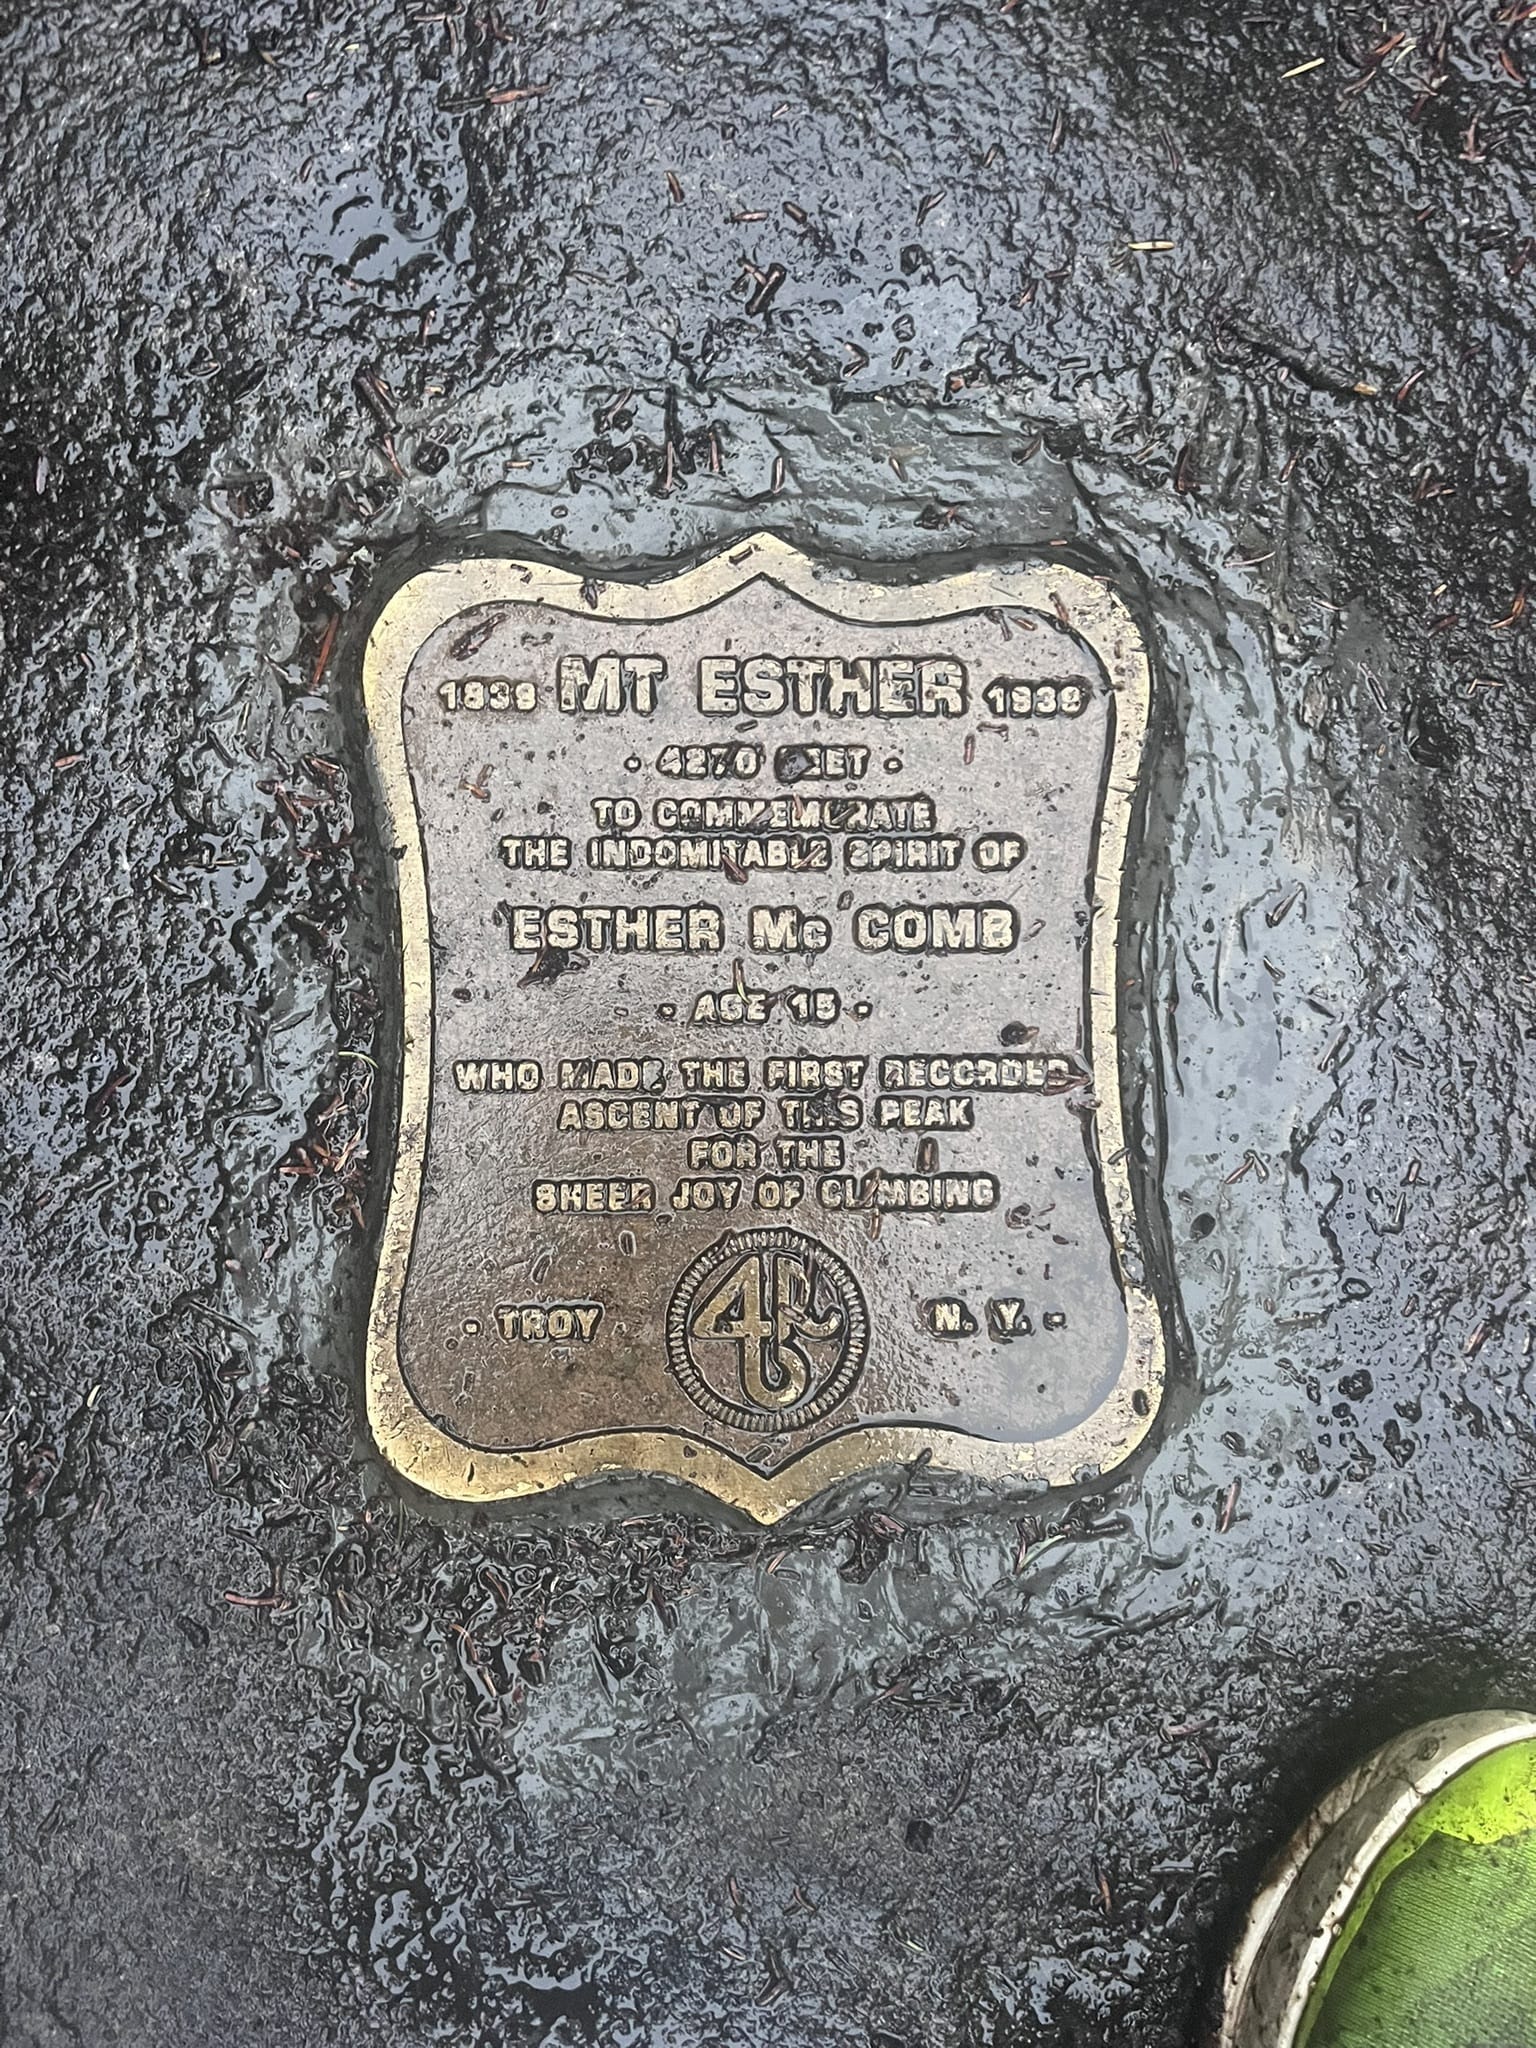 1839 MT ESTHER 1939
· 4270 FEET ·
TO COMMEMORATE
THE INDOMITABLE SPIRIT OF
ESTHER Mc COMB
· AGE 15 ·
WHO MADE THE FIRST RECORDED
ASCENT OF THIS PEAK
FOR THE
SHEER JOY OF CLIMBING
· TROY N. Y. ·
46R